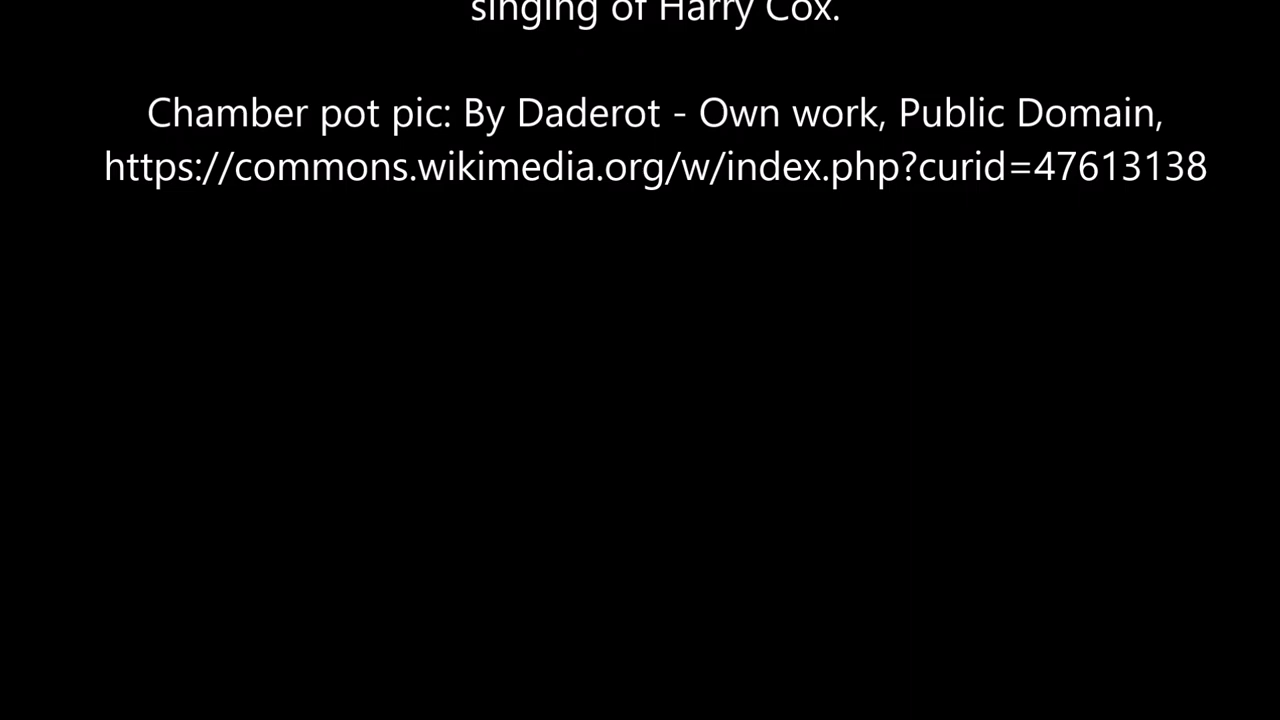 singing of Harry Cox.
Chamber pot pic: By Daderot - Own work, Public Domain,
https://commons.wikimedia.org/w/index.php?curid=47613138